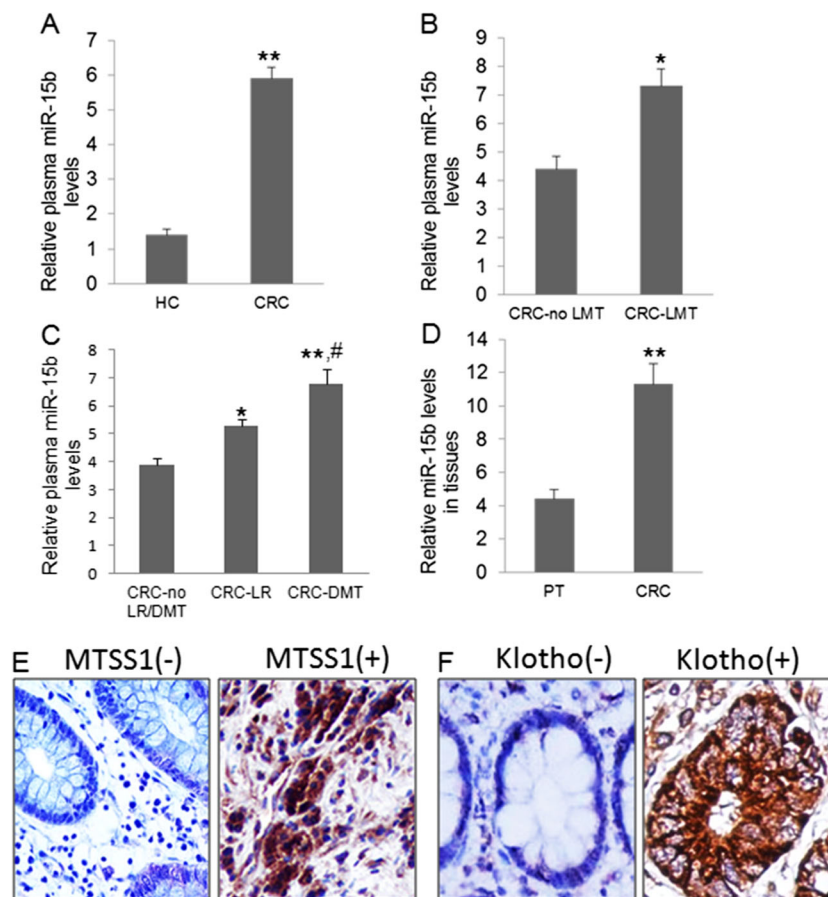 A
Relative plasma miR-15b
levels
7
6
5
4
3
2
1
0
**
HC
CRC
B
Relative plasma miR-15b
levels
9
8
7
6
5
4
3
2
1
0
*
CRC-no LMT
CRC-LMT
C
Relative plasma miR-15b
levels
8
7
6
5
4
3
2
1
0
*
**,#
CRC-no
LR/DMT
CRC-LR
CRC-DMT
D
Relative miR-15b levels
in tissues
14
12
10
8
6
4
2
0
**
PT
CRC
E
MTSS1(-)
MTSS1(+)
F
Klotho(-)
Klotho(+)